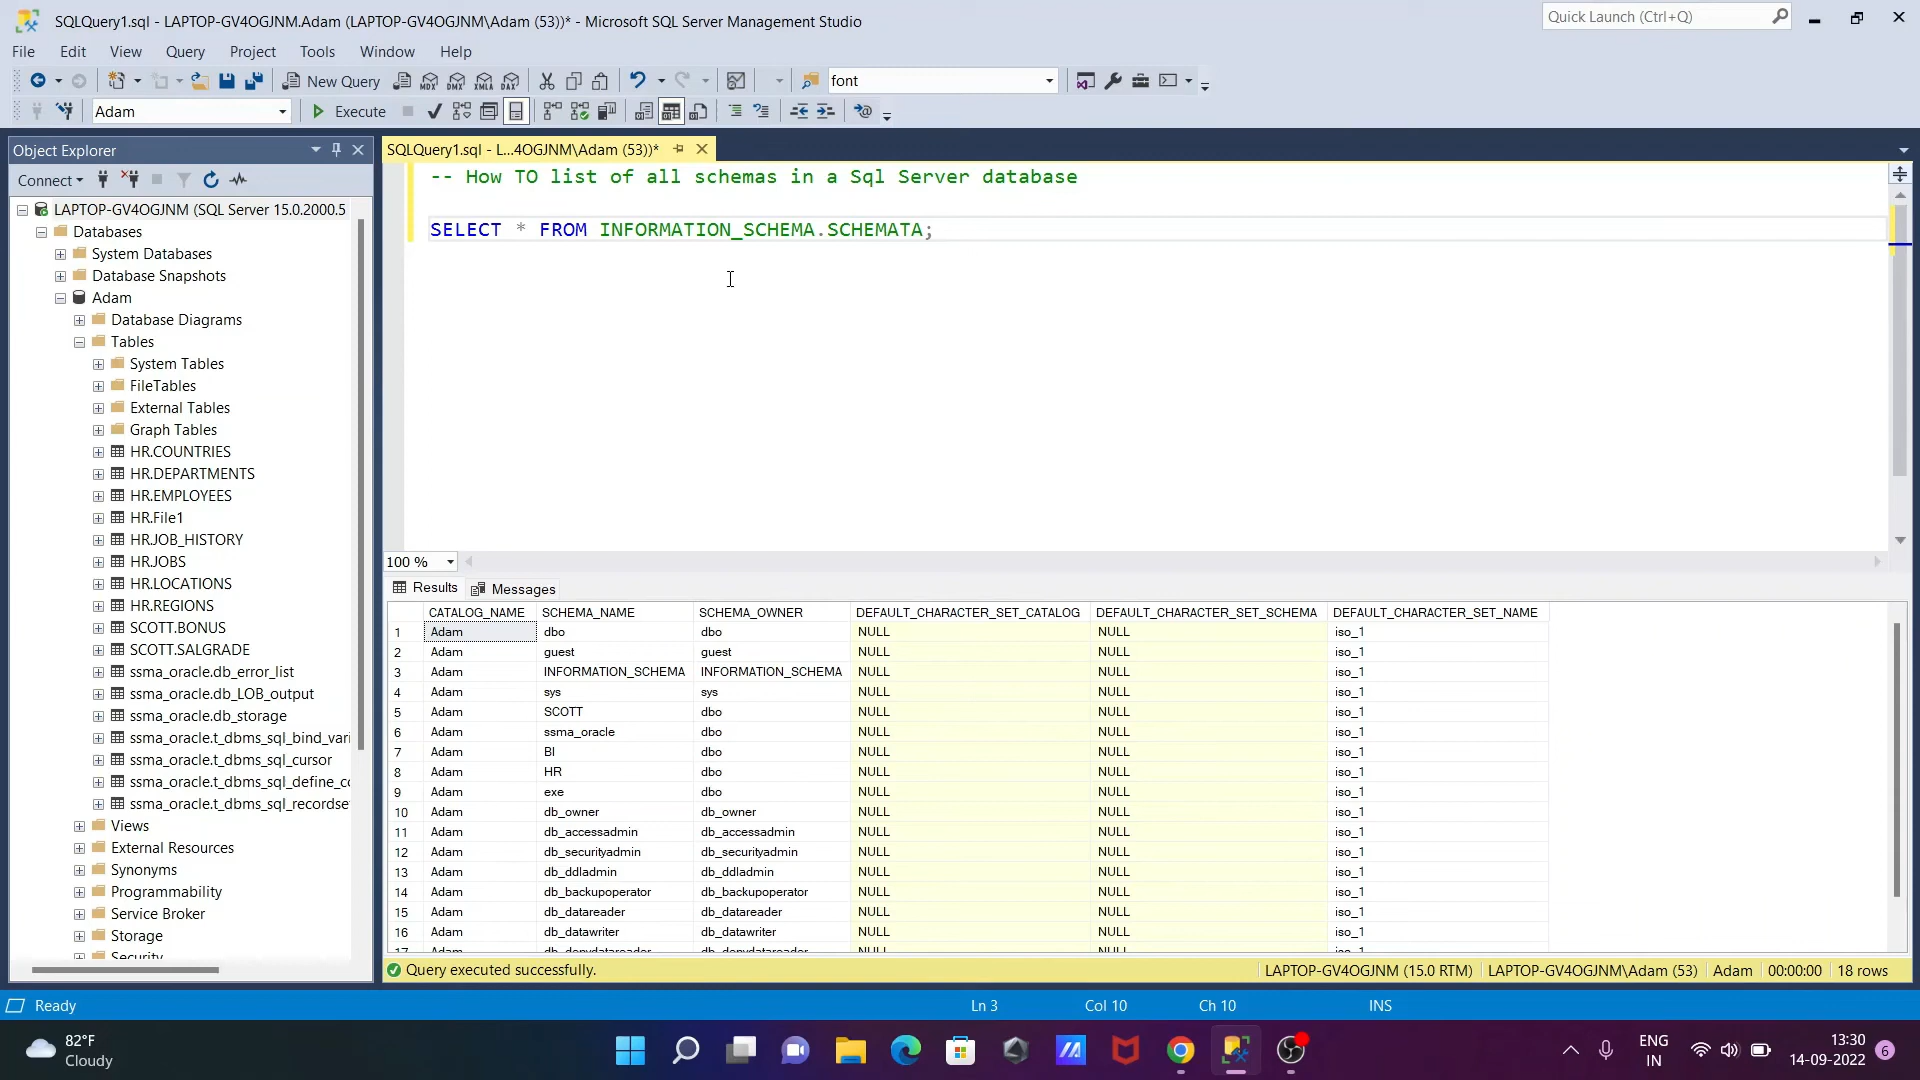 SQLQuery1.sql - LAPTOP-GV4OGJNM.Adam (LAPTOP-GV4OGJNM\Adam (53))* - Microsoft SQL Server Management Studio
Quick Launch (Ctrl+Q)
File Edit View Query Project Tools Window Help
New Query MDX DMX XMLA DAX font
Adam Execute
Object Explorer
SQLQuery1.sql - L...4OGJNM\Adam (53))*
Connect
LAPTOP-GV4OGJNM (SQL Server 15.0.2000.5
Databases
System Databases
Database Snapshots
Adam
Database Diagrams
Tables
System Tables
FileTables
External Tables
Graph Tables
HR.COUNTRIES
HR.DEPARTMENTS
HR.EMPLOYEES
HR.File1
HR.JOB_HISTORY
HR.JOBS
HR.LOCATIONS
HR.REGIONS
SCOTT.BONUS
SCOTT.SALGRADE
ssma_oracle.db_error_list
ssma_oracle.db_LOB_output
ssma_oracle.db_storage
ssma_oracle.t_dbms_sql_bind_vari
ssma_oracle.t_dbms_sql_cursor
ssma_oracle.t_dbms_sql_define_cc
ssma_oracle.t_dbms_sql_recordse
Views
External Resources
Synonyms
Programmability
Service Broker
Storage
Security
-- How TO list of all schemas in a Sql Server database
SELECT * FROM INFORMATION_SCHEMA.SCHEMATA;
100 %
Results Messages
CATALOG_NAME SCHEMA_NAME SCHEMA_OWNER DEFAULT_CHARACTER_SET_CATALOG DEFAULT_CHARACTER_SET_SCHEMA DEFAULT_CHARACTER_SET_NAME
1 Adam dbo dbo NULL NULL iso_1
2 Adam guest guest NULL NULL iso_1
3 Adam INFORMATION_SCHEMA INFORMATION_SCHEMA NULL NULL iso_1
4 Adam sys sys NULL NULL iso_1
5 Adam SCOTT dbo NULL NULL iso_1
6 Adam ssma_oracle dbo NULL NULL iso_1
7 Adam BI dbo NULL NULL iso_1
8 Adam HR dbo NULL NULL iso_1
9 Adam exe dbo NULL NULL iso_1
10 Adam db_owner db_owner NULL NULL iso_1
11 Adam db_accessadmin db_accessadmin NULL NULL iso_1
12 Adam db_securityadmin db_securityadmin NULL NULL iso_1
13 Adam db_ddladmin db_ddladmin NULL NULL iso_1
14 Adam db_backupoperator db_backupoperator NULL NULL iso_1
15 Adam db_datareader db_datareader NULL NULL iso_1
16 Adam db_datawriter db_datawriter NULL NULL iso_1
17 Adam db_denydatareader db_denydatareader NULL NULL iso_1
Query executed successfully.
LAPTOP-GV4OGJNM (15.0 RTM) LAPTOP-GV4OGJNM\Adam (53) Adam 00:00:00 18 rows
Ready Ln 3 Col 10 Ch 10 INS
82°F
Cloudy
ENG
IN
13:30
14-09-2022
6